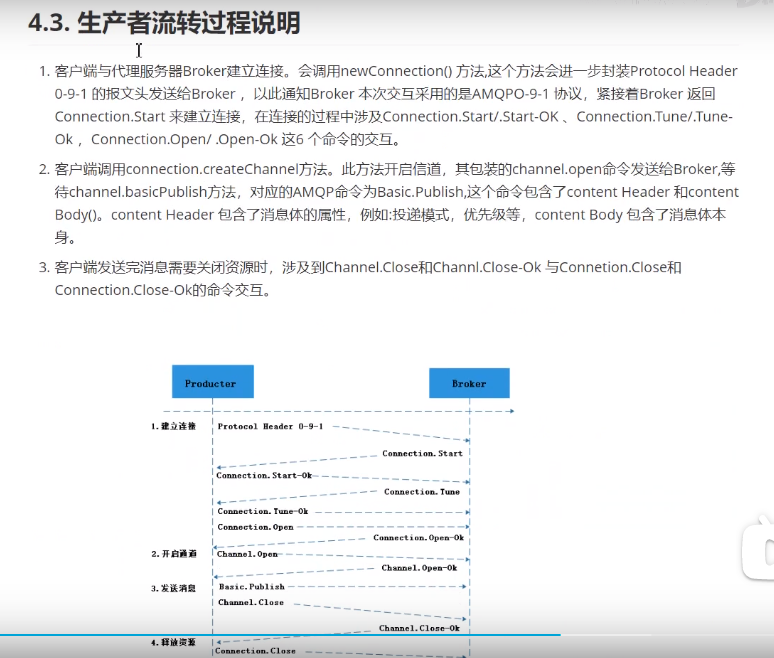 4.3. 生产者流转过程说明
1. 客户端与代理服务器Broker建立连接。会调用newConnection() 方法,这个方法会进一步封装Protocol Header
0-9-1 的报文头发送给Broker ，以此通知Broker 本次交互采用的是AMQPO-9-1 协议，紧接着Broker 返回
Connection.Start 来建立连接，在连接的过程中涉及Connection.Start/.Start-OK 、Connection.Tune/.Tune-
Ok ，Connection.Open/ .Open-Ok 这6 个命令的交互。
2. 客户端调用connection.createChannel方法。此方法开启信道，其包装的channel.open命令发送给Broker,等
待channel.basicPublish方法，对应的AMQP命令为Basic.Publish,这个命令包含了content Header 和content
Body()。content Header 包含了消息体的属性，例如:投递模式，优先级等，content Body 包含了消息体本
身。
3. 客户端发送完消息需要关闭资源时，涉及到Channel.Close和Channl.Close-Ok 与Connetion.Close和
Connection.Close-Ok的命令交互。
Producter
Broker
1.建立连接
Protocol Header 0-9-1
Connection.Start
Connection.Start-Ok
Connection.Tune
Connection.Tune-Ok
Connection.Open
Connection.Open-Ok
2.开启通道
Channel.Open
Channel.Open-Ok
3.发送消息
Basic.Publish
Channel.Close
Channel.Close-Ok
4.释放资源
Connection.Close